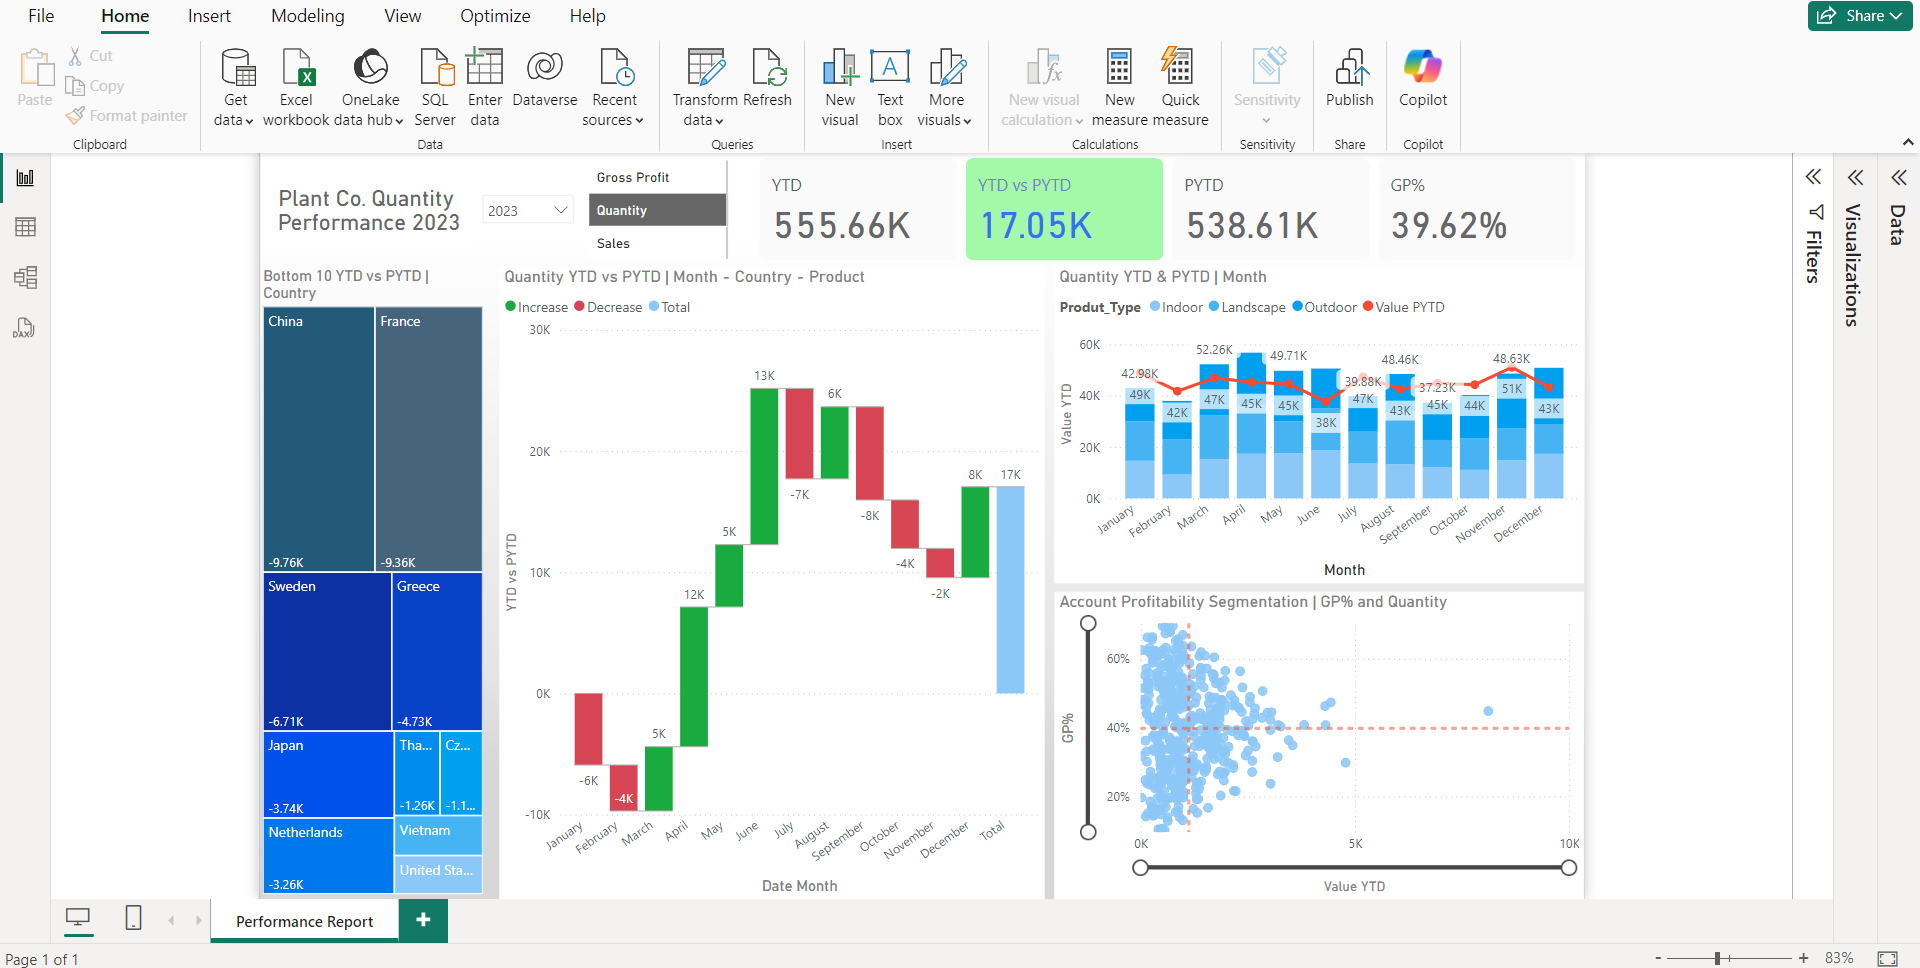 File Home Insert Modeling View Optimize Help
Share
Paste
Cut
Copy
Format painter
Clipboard
Get data
Excel workbook
OneLake data hub
SQL Server
Enter data
Dataverse
Recent sources
Data
Transform data
Refresh
Queries
New visual
Text box
More visuals
Insert
New visual calculation
New measure
Quick measure
Calculations
Sensitivity
Sensitivity
Publish
Share
Copilot
Copilot
Plant Co. Quantity
Performance 2023
2023
Gross Profit
Quantity
Sales
YTD
555.66K
YTD vs PYTD
17.05K
PYTD
538.61K
GP%
39.62%
Filters
Visualizations
Data
DAX
Bottom 10 YTD vs PYTD |
Country
China
-9.76K
France
-9.36K
Sweden
-6.71K
Greece
-4.73K
Japan
-3.74K
Tha...
-1.26K
Cz...
-1.1...
Netherlands
-3.26K
Vietnam
United Sta...
Quantity YTD vs PYTD | Month - Country - Product
Increase Decrease Total
YTD vs PYTD
30K
20K
10K
0K
-10K
-6K
-4K
5K
12K
5K
13K
-7K
6K
-8K
-4K
-2K
8K
17K
January February March April May June July August September October November December Total
Date Month
Quantity YTD & PYTD | Month
Produt_Type Indoor Landscape Outdoor Value PYTD
Value YTD
60K
40K
20K
0K
42.98K 52.26K 49.71K 39.88K 48.46K 37.23K 48.63K
49K 42K 47K 45K 45K 38K 47K 43K 45K 44K 51K 43K
January February March April May June July August September October November December
Month
Account Profitability Segmentation | GP% and Quantity
GP%
60%
40%
20%
0K 5K 10K
Value YTD
Performance Report
+
Page 1 of 1
- + 83%